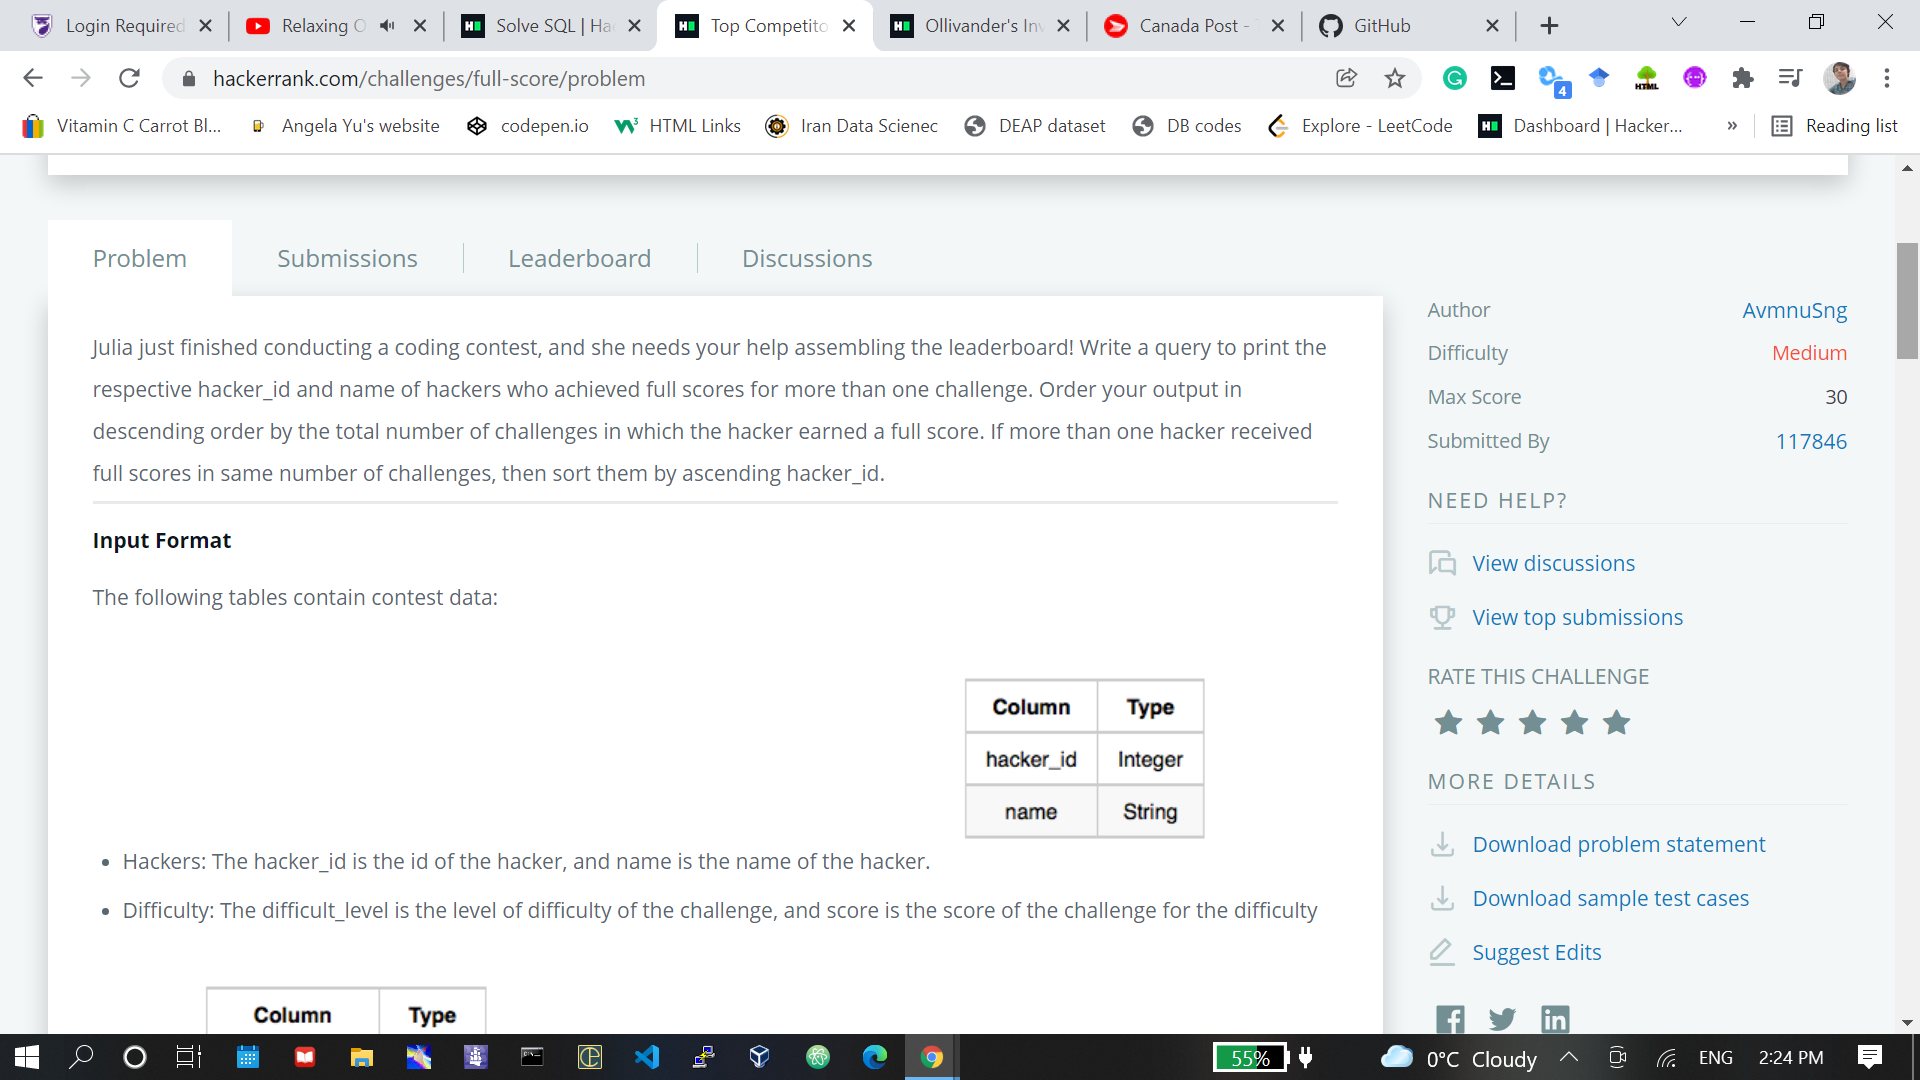 Login Required
Relaxing O
Solve SQL | Ha
Top Competito
Ollivander's Inv
Canada Post -
GitHub
hackerrank.com/challenges/full-score/problem
4
HTML
Vitamin C Carrot Bl...
Angela Yu's website
codepen.io
HTML Links
Iran Data Scienec
DEAP dataset
DB codes
Explore - LeetCode
Dashboard | Hacker...
»
Reading list
Problem
Submissions
Leaderboard
Discussions
Julia just finished conducting a coding contest, and she needs your help assembling the leaderboard! Write a query to print the
respective hacker_id and name of hackers who achieved full scores for more than one challenge. Order your output in
descending order by the total number of challenges in which the hacker earned a full score. If more than one hacker received
full scores in same number of challenges, then sort them by ascending hacker_id.
Input Format
The following tables contain contest data:
Column Type
hacker_id Integer
name String
• Hackers: The hacker_id is the id of the hacker, and name is the name of the hacker.
• Difficulty: The difficult_level is the level of difficulty of the challenge, and score is the score of the challenge for the difficulty
Column Type
Author AvmnuSng
Difficulty Medium
Max Score 30
Submitted By 117846
NEED HELP?
View discussions
View top submissions
RATE THIS CHALLENGE
MORE DETAILS
Download problem statement
Download sample test cases
Suggest Edits
55%
0°C Cloudy
ENG
2:24 PM